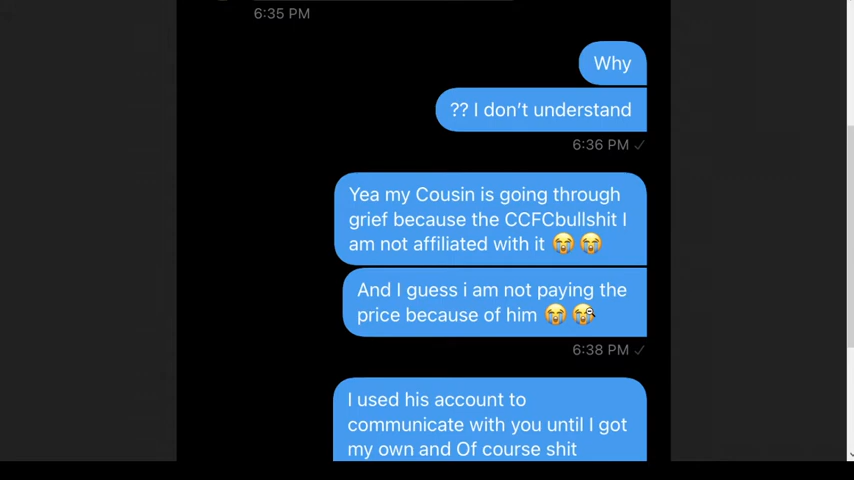 6:35 PM
Why
?? I don't understand
6:36 PM ✓
Yea my Cousin is going through
grief because the CCFCbullshit I
am not affiliated with it 😭 😭
And I guess i am not paying the
price because of him 😭 😭
6:38 PM ✓
I used his account to
communicate with you until I got
my own and Of course shit